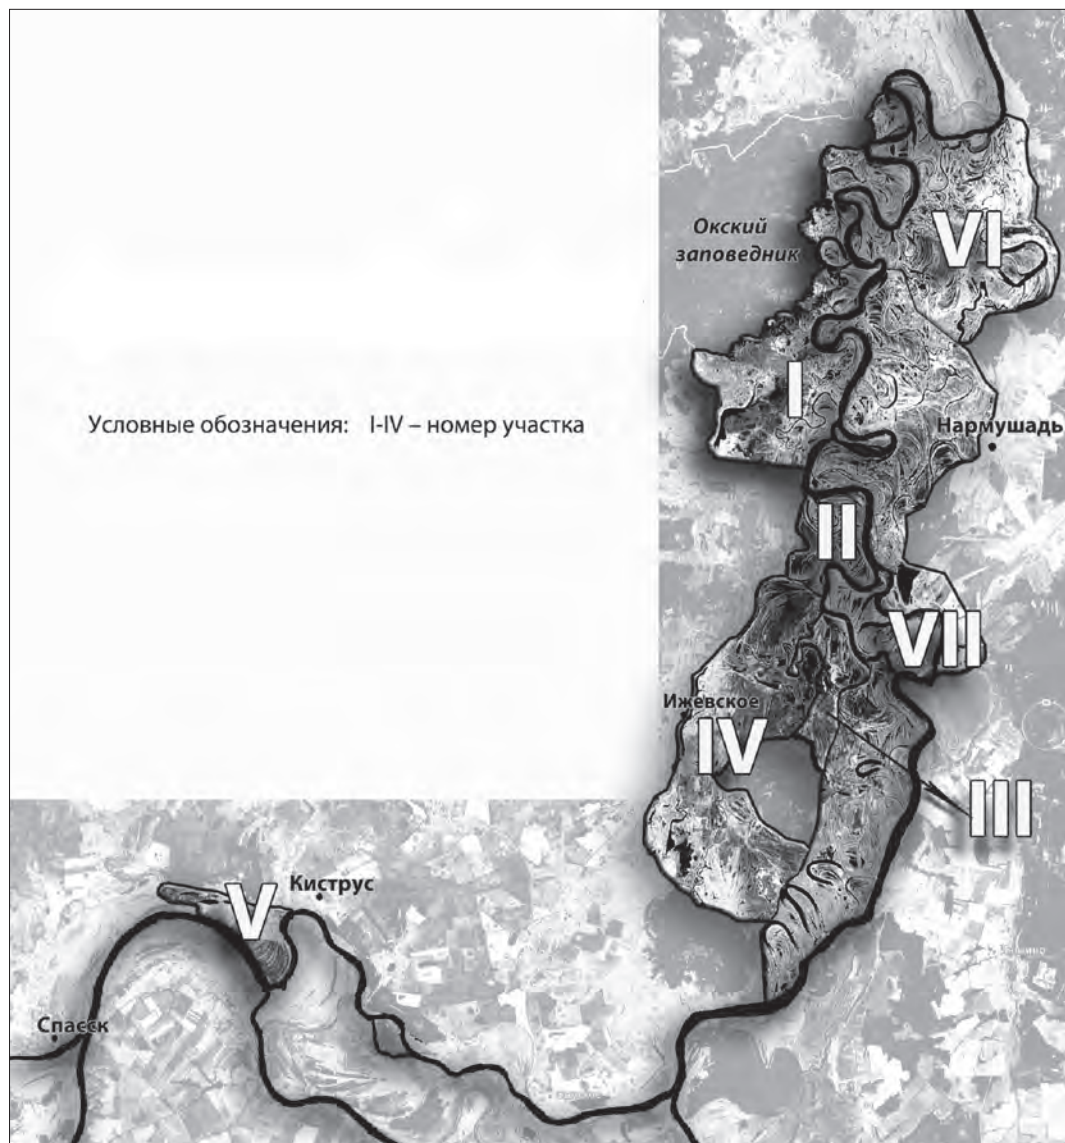 Окский
заповедник
VI
I
Условные обозначения: I-IV – номер участка
Нармушадь
II
VII
Ижевское
IV
III
V
Киструс
Спасск